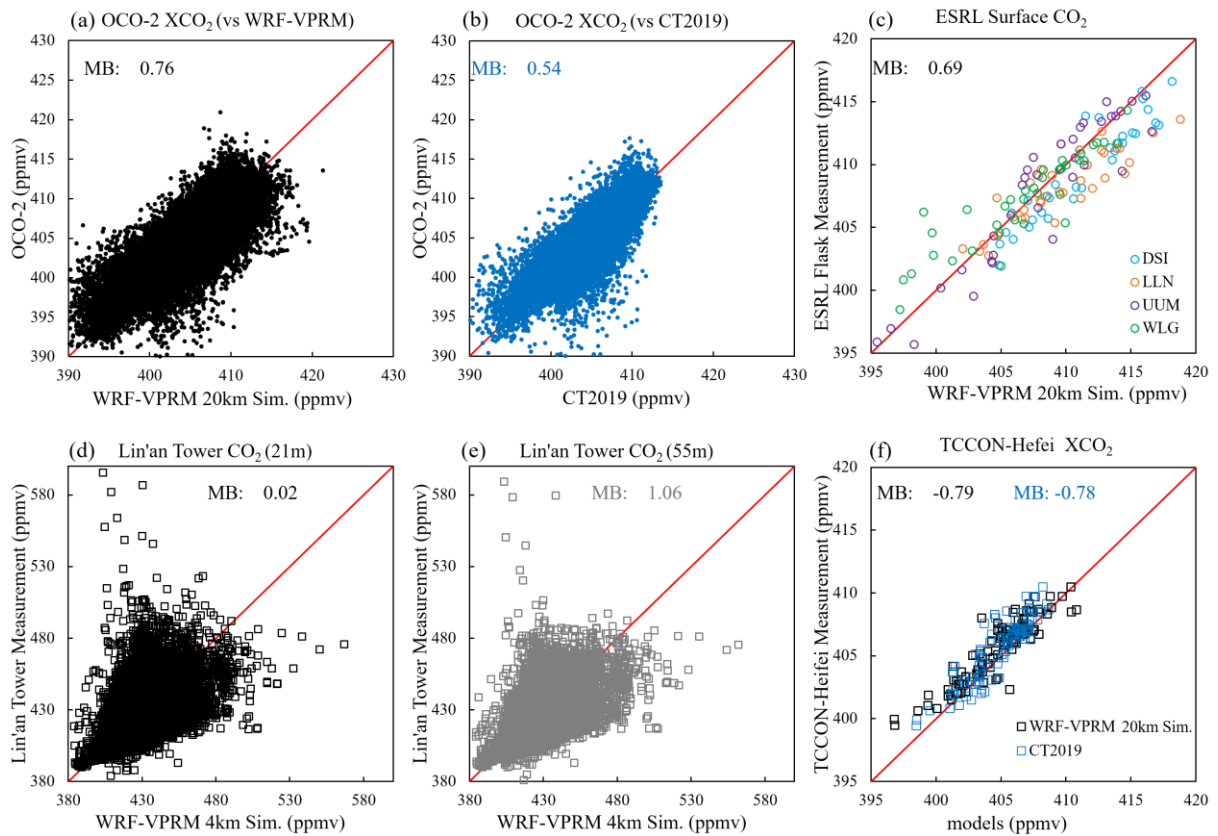 (a) OCO-2 XCO₂ (vs WRF-VPRM)
430
425
420
415
410
405
400
395
390
OCO-2 (ppmv)
MB: 0.76
390 400 410 420 430
WRF-VPRM 20km Sim. (ppmv)
(b) OCO-2 XCO₂ (vs CT2019)
430
425
420
415
410
405
400
395
390
OCO-2 (ppmv)
MB: 0.54
390 400 410 420 430
CT2019 (ppmv)
(c) ESRL Surface CO₂
420
415
410
405
400
395
ESRL Flask Measurement (ppmv)
MB: 0.69
DSI
LLN
UUM
WLG
395 400 405 410 415 420
WRF-VPRM 20km Sim. (ppmv)
(d) Lin'an Tower CO₂ (21m)
580
530
480
430
380
Lin'an Tower Measurement (ppmv)
MB: 0.02
380 430 480 530 580
WRF-VPRM 4km Sim. (ppmv)
(e) Lin'an Tower CO₂ (55m)
580
530
480
430
380
Lin'an Tower Measurement (ppmv)
MB: 1.06
380 430 480 530 580
WRF-VPRM 4km Sim. (ppmv)
TCCON-Hefei XCO₂
(f)
420
415
410
405
400
395
TCCON-Heifei Measurement (ppmv)
MB: -0.79 MB: -0.78
WRF-VPRM 20km Sim.
CT2019
395 400 405 410 415 420
models (ppmv)